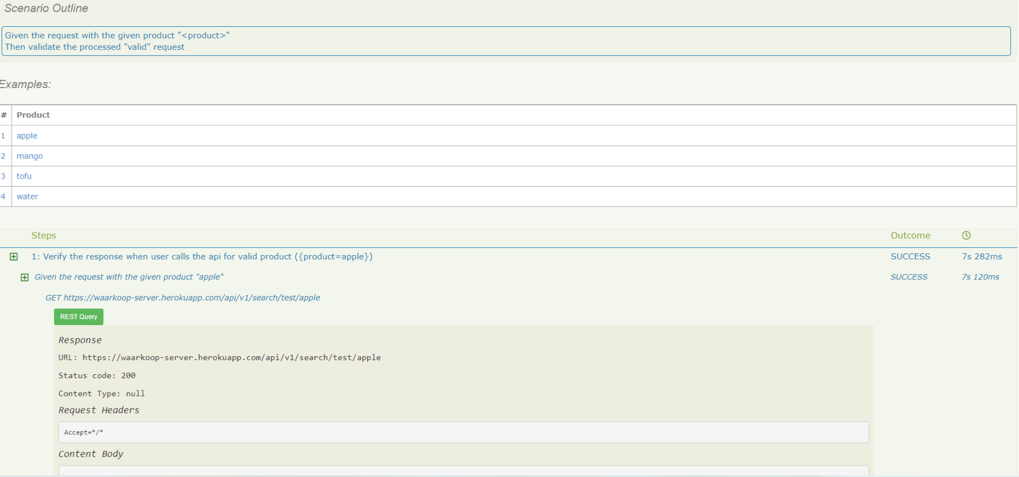 Scenario Outline
Given the request with the given product "<product>"
Then validate the processed "valid" request
Examples:
# Product
1 apple
2 mango
3 tofu
4 water
Steps Outcome
1: Verify the response when user calls the api for valid product ({product=apple}) SUCCESS 7s 282ms
Given the request with the given product "apple" SUCCESS 7s 120ms
GET https://waarkoop-server.herokuapp.com/api/v1/search/test/apple
REST Query
Response
URL: https://waarkoop-server.herokuapp.com/api/v1/search/test/apple
Status code: 200
Content Type: null
Request Headers
Accept=*/*
Content Body